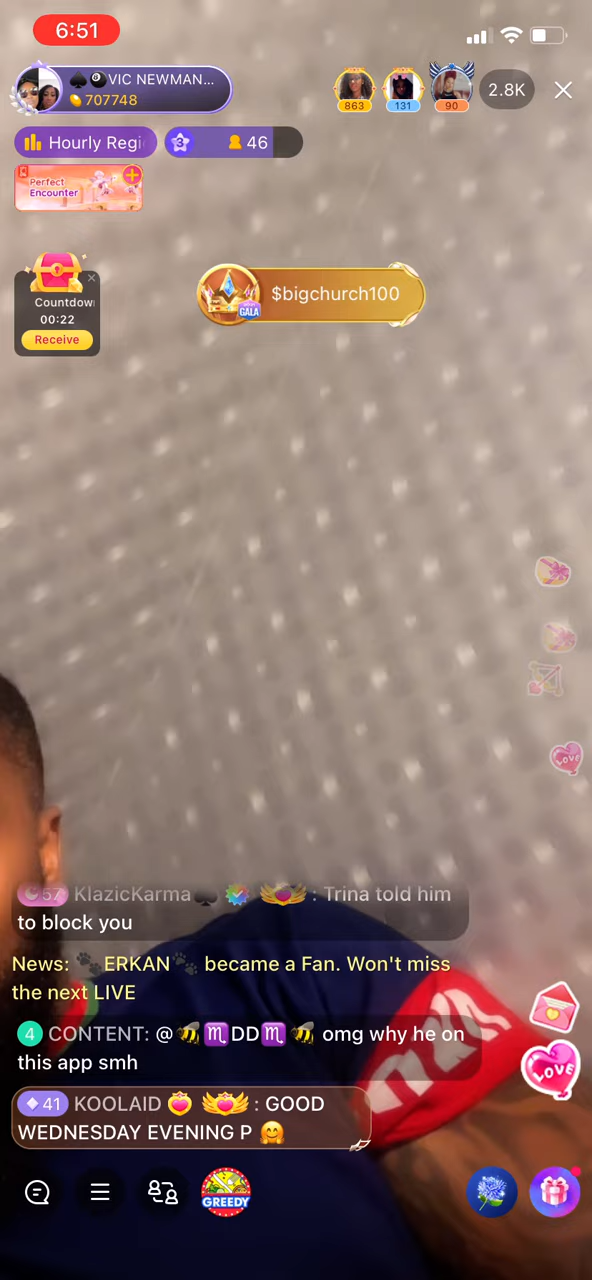 6:51
♠️🎱VIC NEWMAN...
707748
863
131
90
2.8K
Hourly Regi
3
46
Perfect
Encounter
Countdow
00:22
Receive
GALA
$bigchurch100
LOVE
57 KlazicKarma♠️ : Trina told him
to block you
News: 🐾ERKAN🐾 became a Fan. Won't miss
the next LIVE
4 CONTENT: @🐝♏DD♏🐝 omg why he on
this app smh
LOVE
41 KOOLAID : GOOD
WEDNESDAY EVENING P 🤗
GREEDY